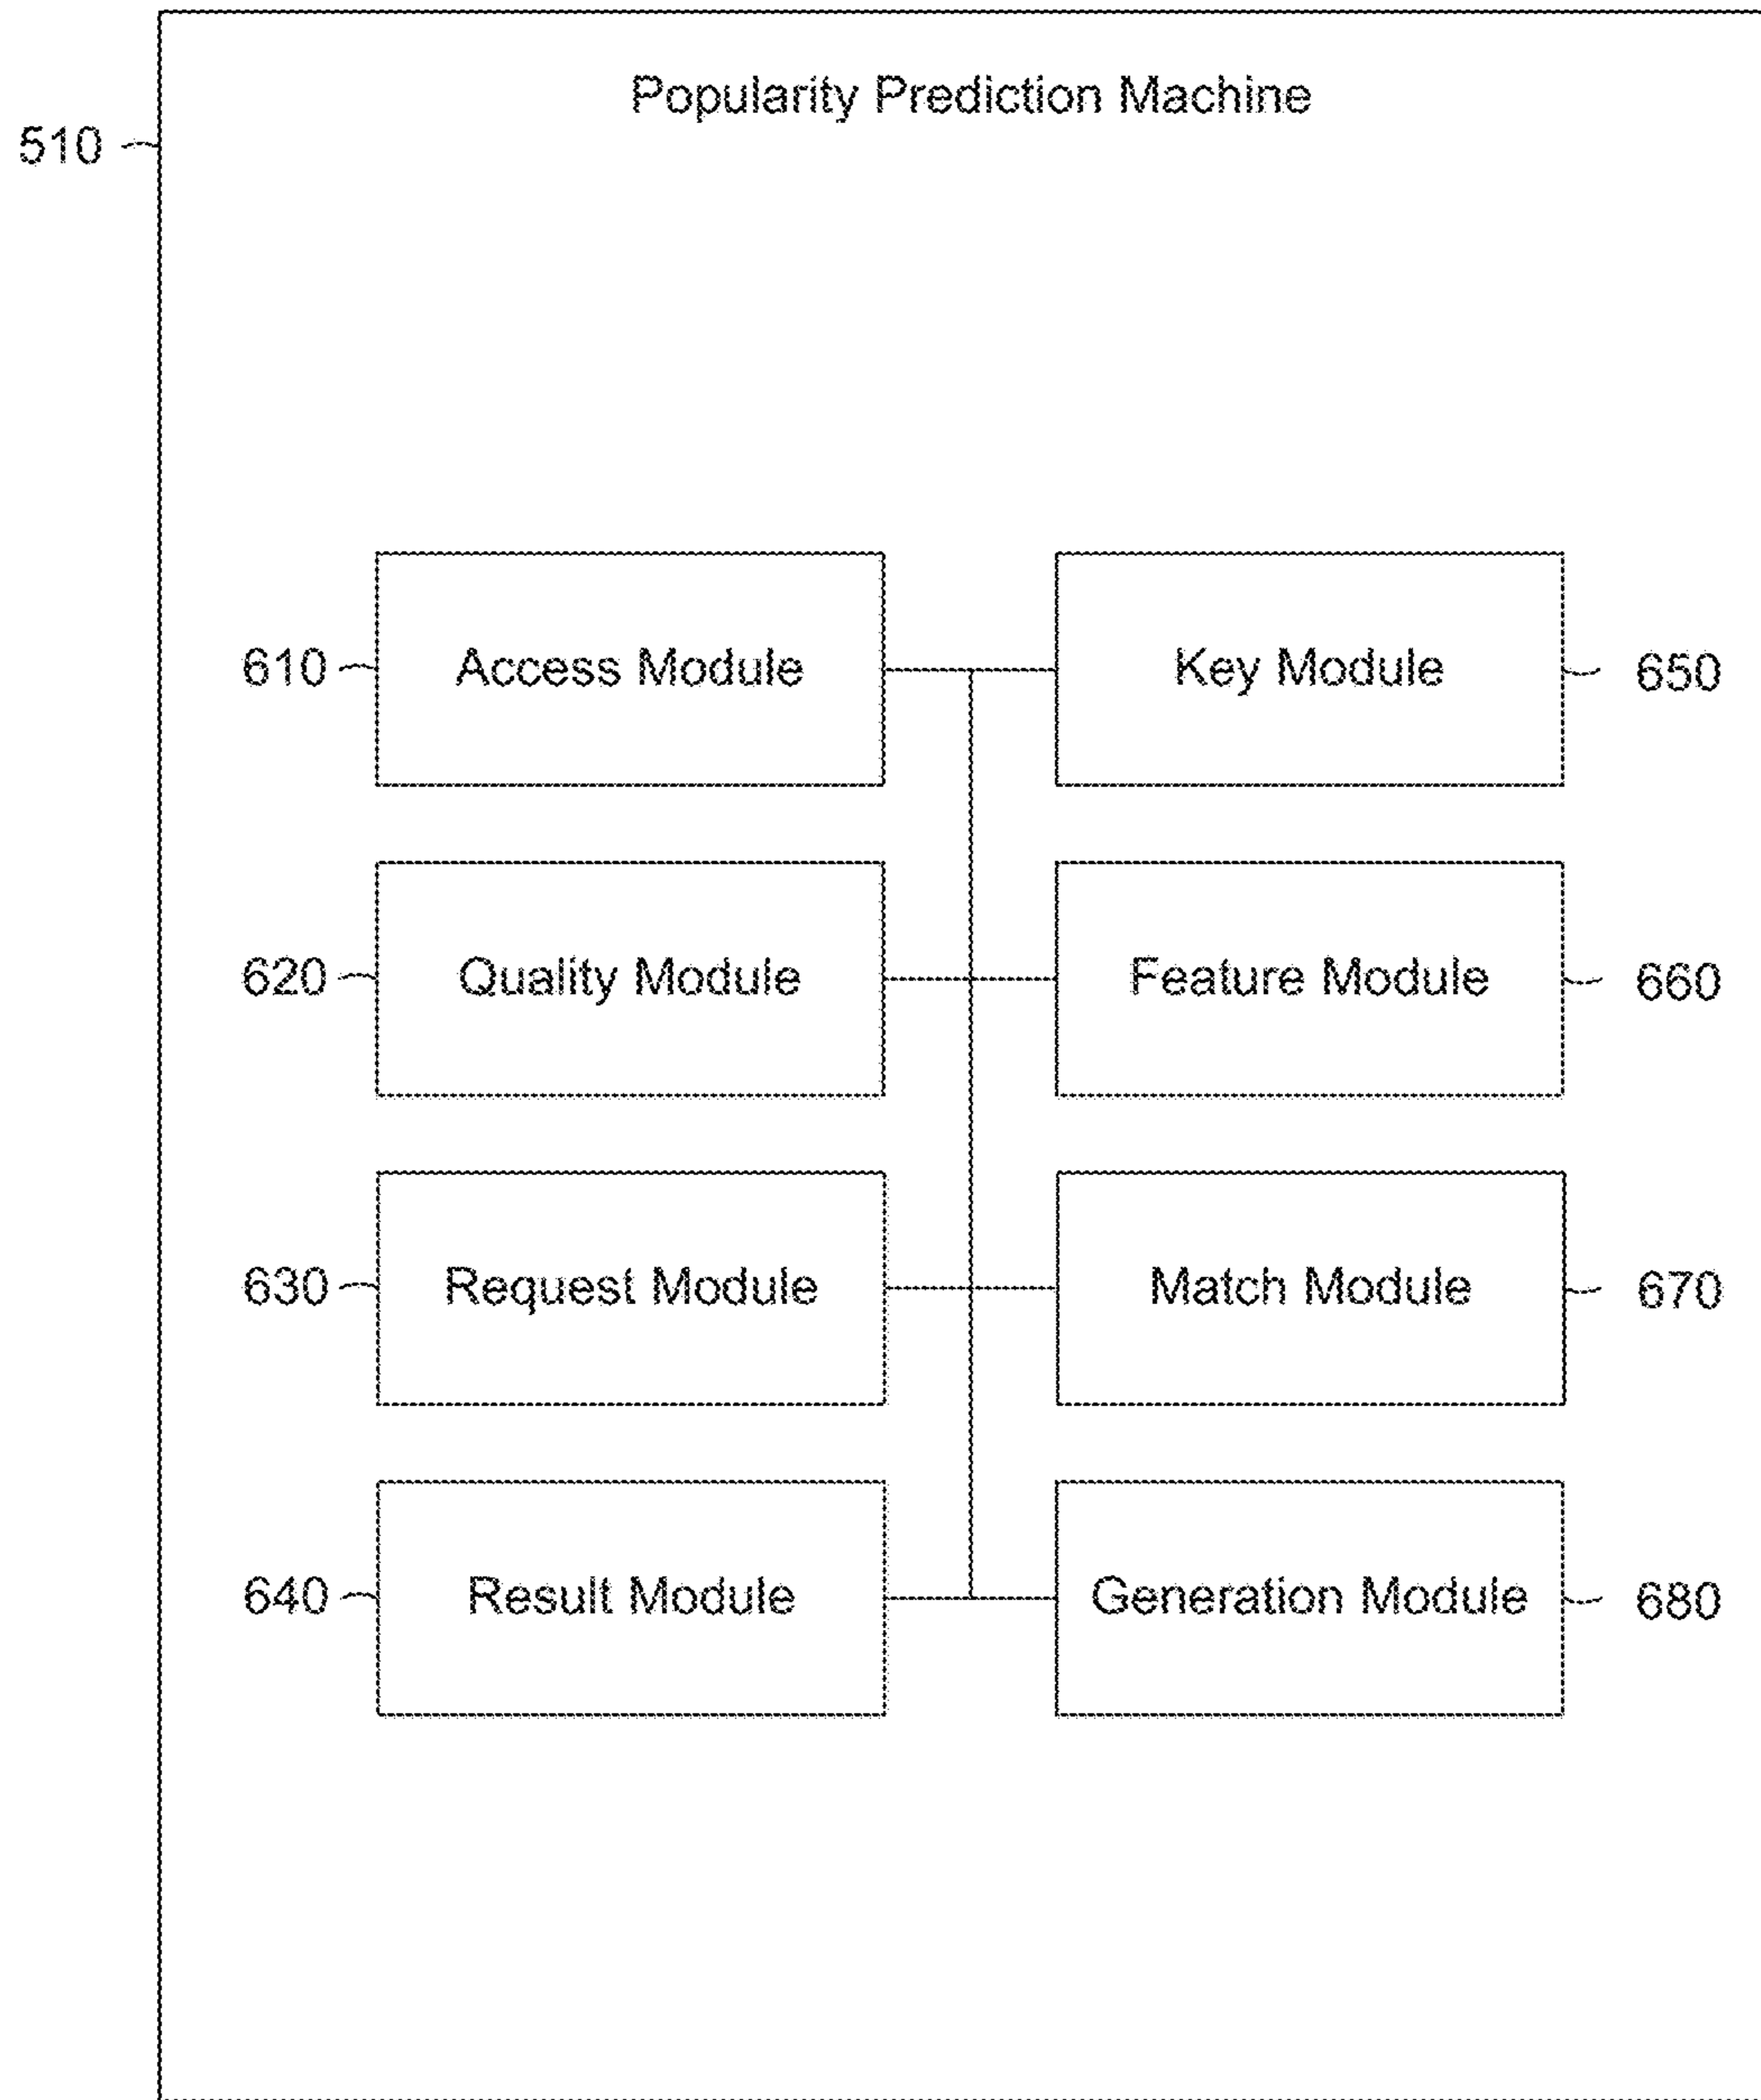 Popularity Prediction Machine
510
610 Access Module
Key Module 650
620 Quality Module
Feature Module 660
630 Request Module
Match Module 670
640 Result Module
Generation Module 680